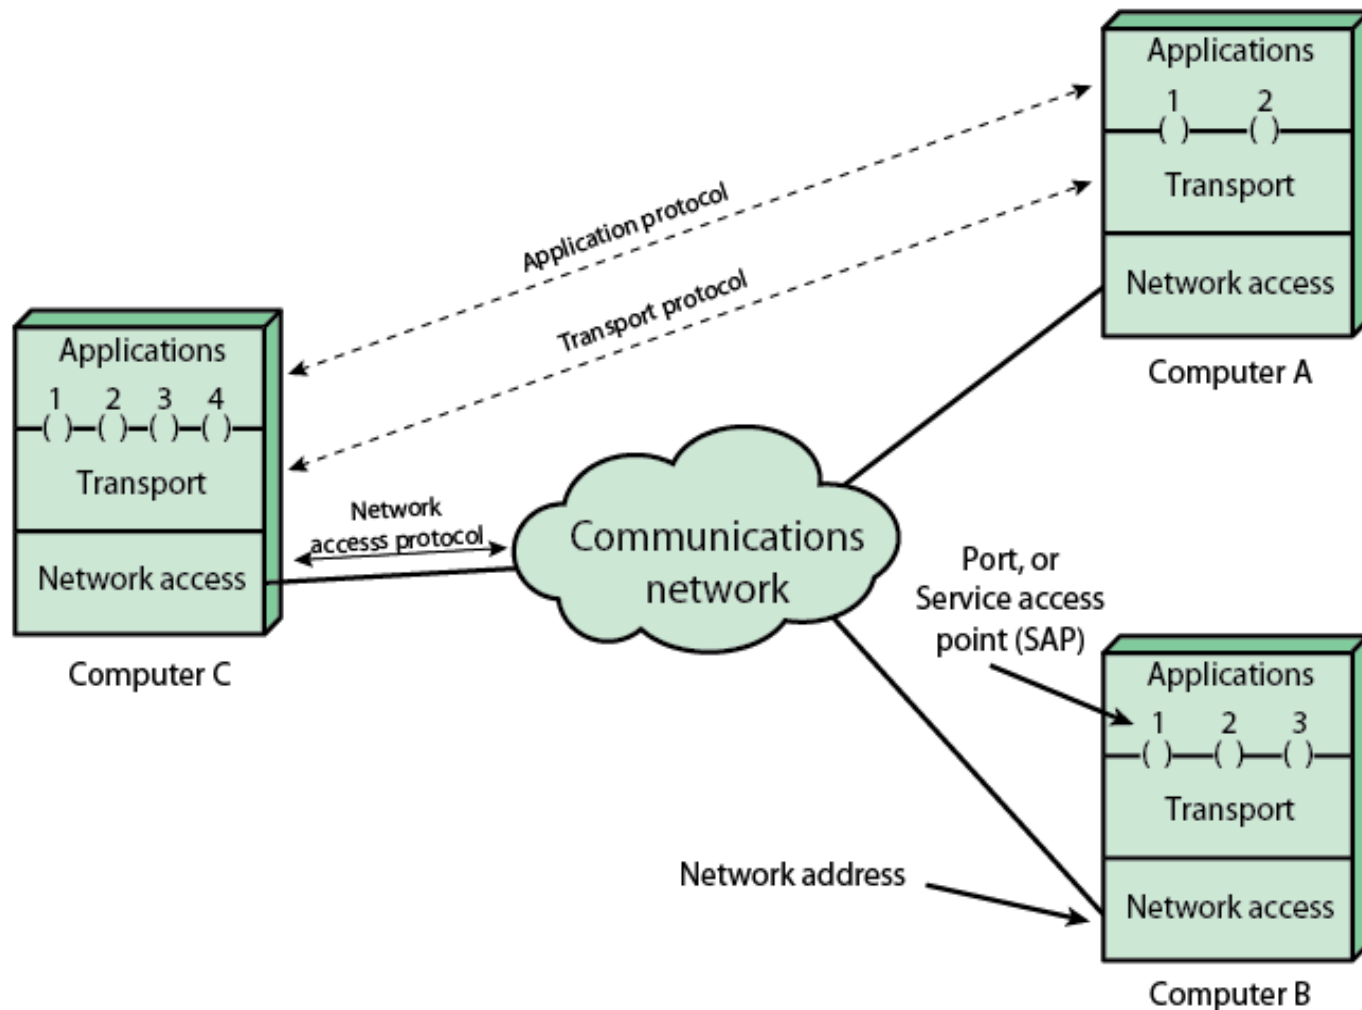 Applications
1 2
Transport
Network access
Computer A
Application protocol
Transport protocol
Applications
1 2 3 4
Transport
Network access
Computer C
Network
accesss protocol
Communications
network
Port, or
Service access
point (SAP)
Applications
1 2 3
Transport
Network access
Computer B
Network address